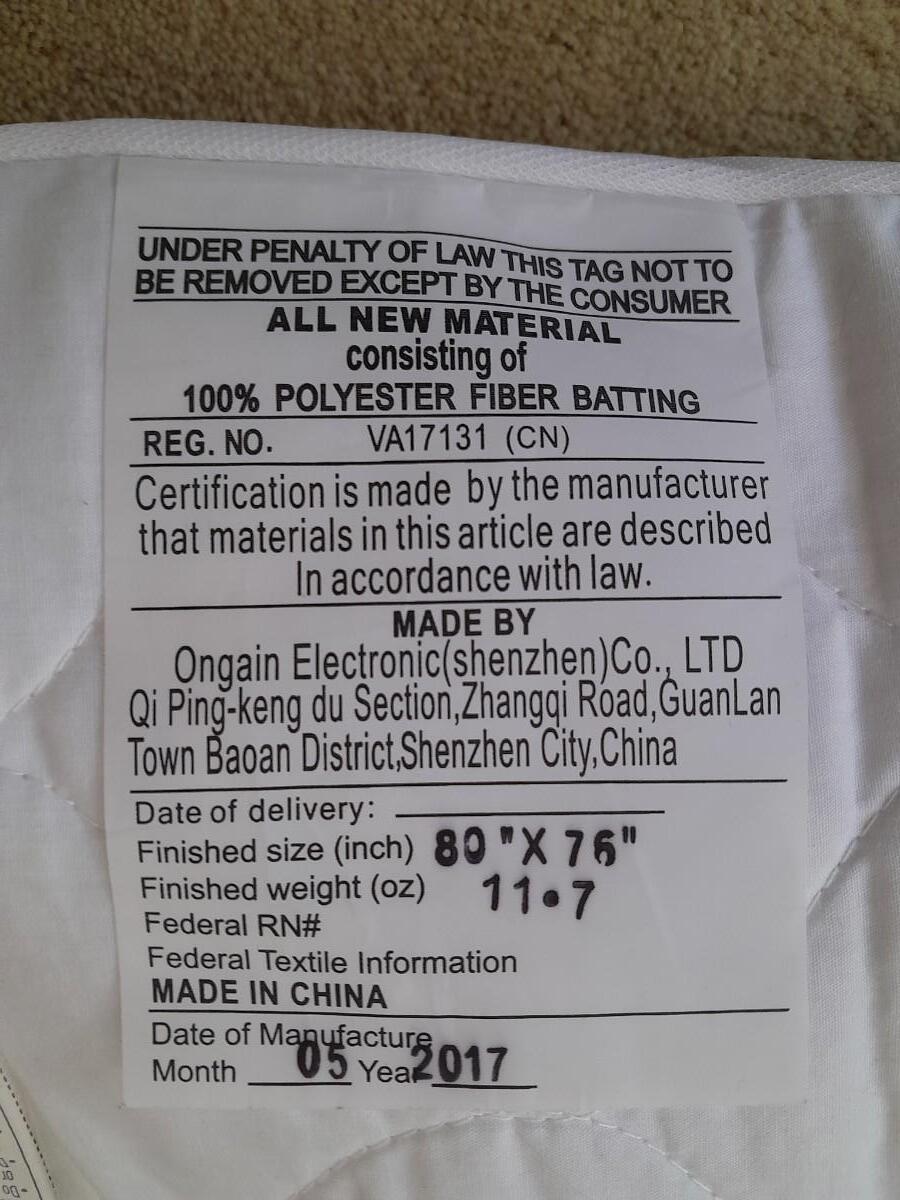 UNDER PENALTY OF LAW THIS TAG NOT TO
BE REMOVED EXCEPT BY THE CONSUMER
ALL NEW MATERIAL
consisting of
100% POLYESTER FIBER BATTING
REG. NO. VA17131 (CN)
Certification is made by the manufacturer
that materials in this article are described
In accordance with law.
MADE BY
Ongain Electronic(shenzhen)Co., LTD
Qi Ping-keng du Section,Zhangqi Road,GuanLan
Town Baoan District,Shenzhen City,China
Date of delivery:
Finished size (inch) 80"X 76"
Finished weight (oz) 11•7
Federal RN#
Federal Textile Information
MADE IN CHINA
Date of Manufacture
Month 05 Year 2017